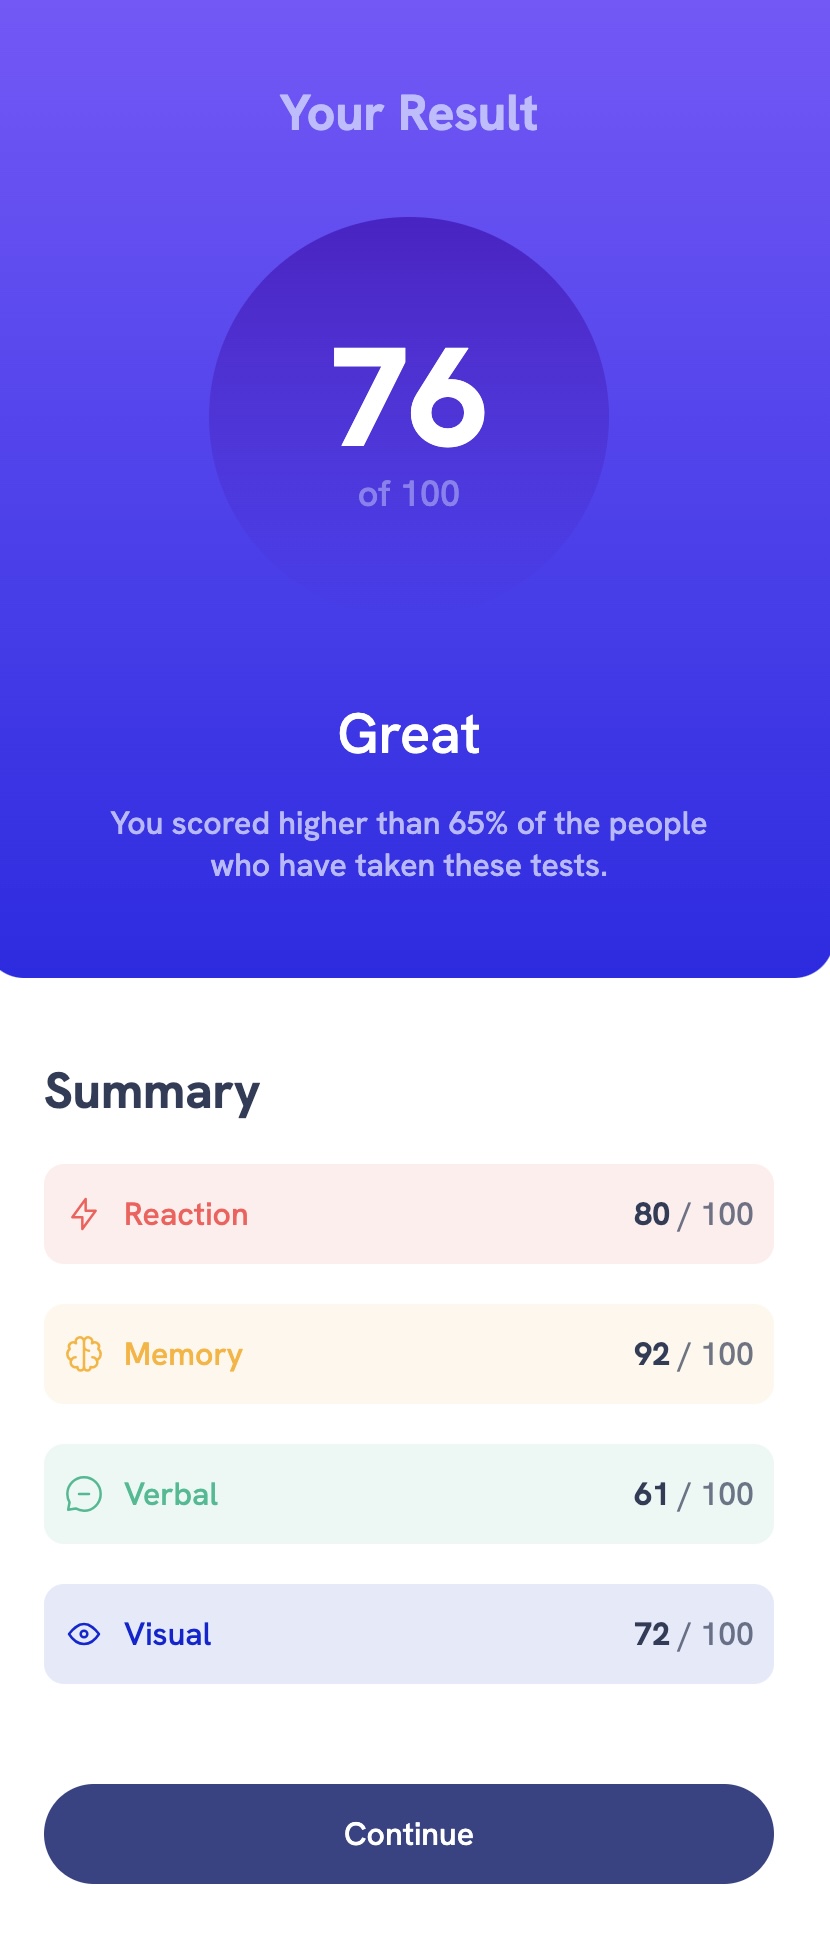 Your Result
76
of 100
Great
You scored higher than 65% of the people
who have taken these tests.
Summary
Reaction 80 / 100
Memory 92 / 100
Verbal 61 / 100
Visual 72 / 100
Continue